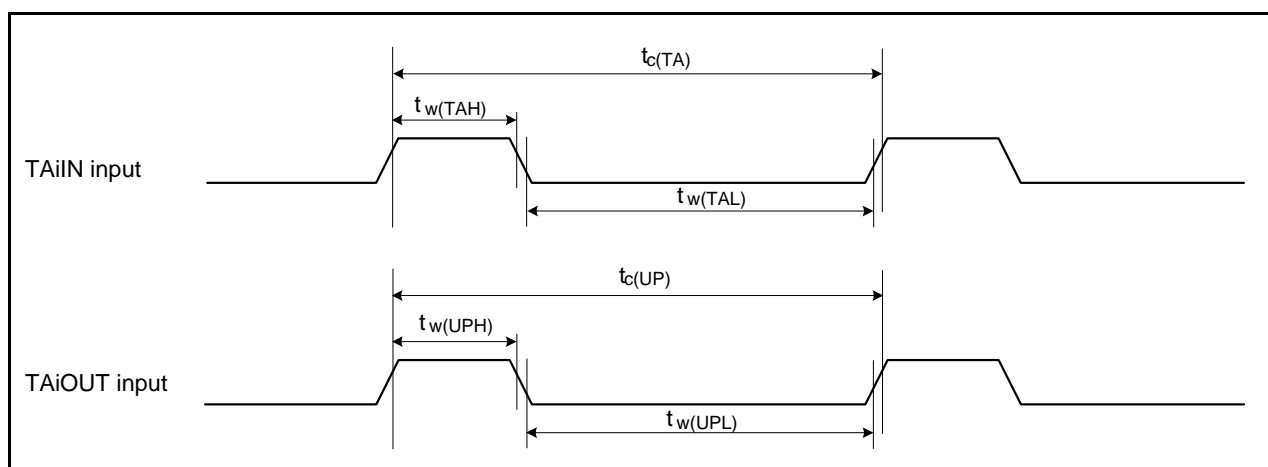 tc(TA)
tw(TAH)
TAiIN input
tw(TAL)
tc(UP)
tw(UPH)
TAiOUT input
tw(UPL)